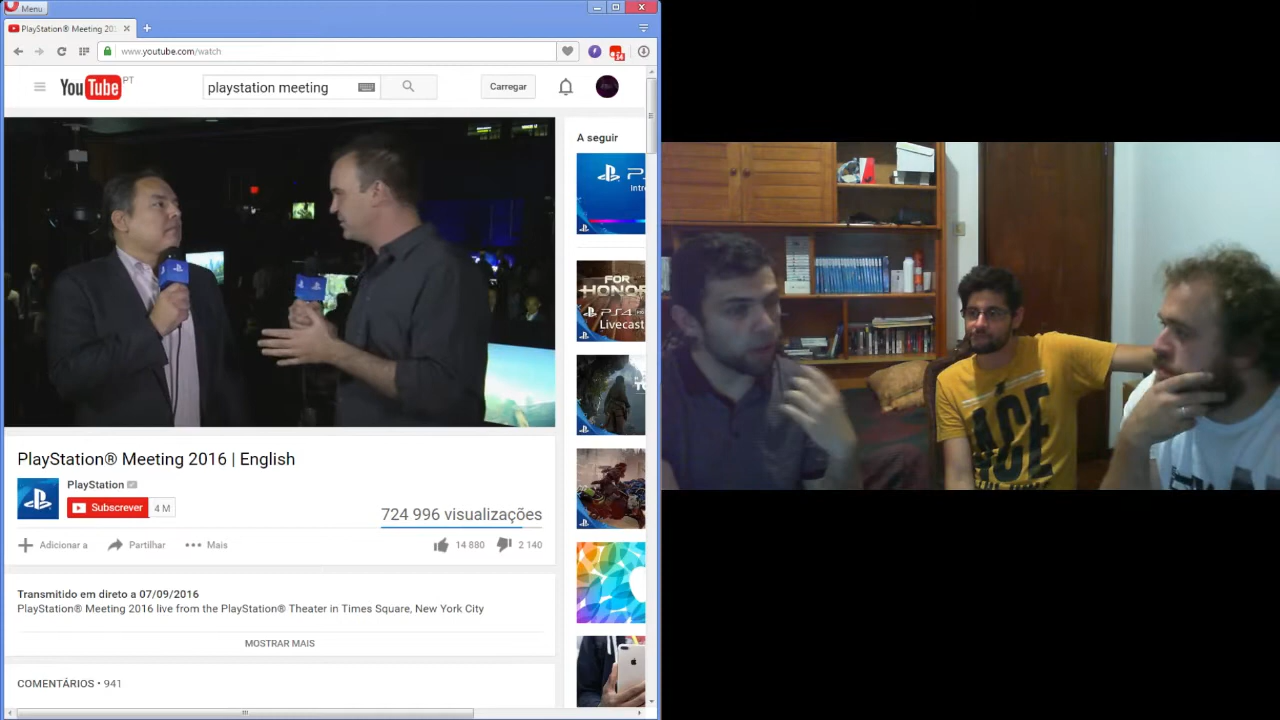 Menu
PlayStation® Meeting 201
www.youtube.com/watch
14
YouTube PT
playstation meeting
Carregar
A seguir
Intr
FOR
HONOR
PS4
Livecast
PlayStation® Meeting 2016 | English
PlayStation
Subscrever 4 M
724 996 visualizações
Adicionar a Partilhar Mais 14 880 2 140
Transmitido em direto a 07/09/2016
PlayStation® Meeting 2016 live from the PlayStation® Theater in Times Square, New York City
MOSTRAR MAIS
COMENTÁRIOS • 941
ACE